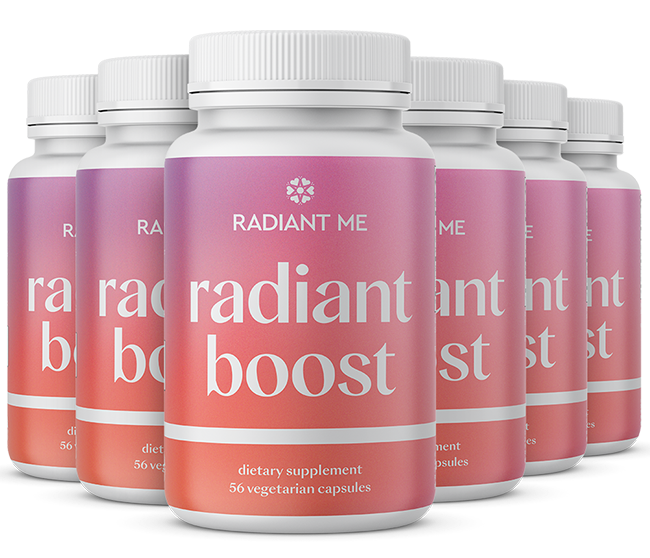 RADIANT ME
radiant
boost
dietary supplement
56 vegetarian capsules